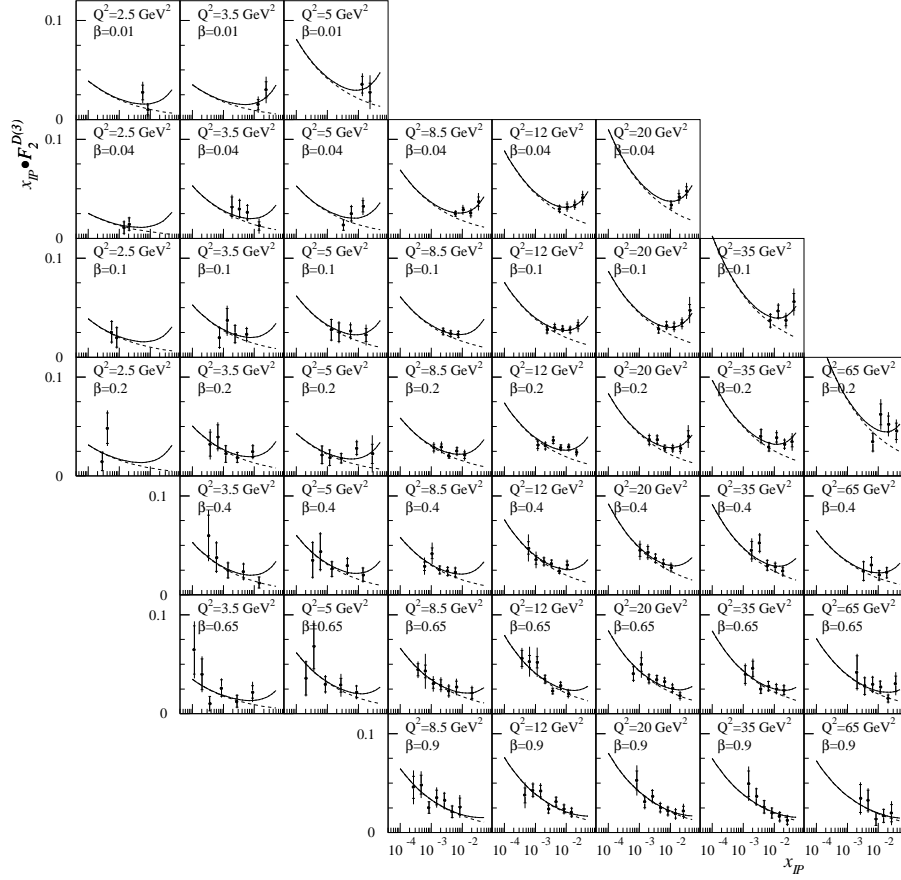 0.1 Q²=2.5 GeV² Q²=3.5 GeV² Q²=5 GeV²
β=0.01 β=0.01 β=0.01
0
0.1 Q²=2.5 GeV² Q²=3.5 GeV² Q²=5 GeV² Q²=8.5 GeV² Q²=12 GeV² Q²=20 GeV²
β=0.04 β=0.04 β=0.04 β=0.04 β=0.04 β=0.04
x_IP • F₂^D(3)
0
0.1 Q²=2.5 GeV² Q²=3.5 GeV² Q²=5 GeV² Q²=8.5 GeV² Q²=12 GeV² Q²=20 GeV² Q²=35 GeV²
β=0.1 β=0.1 β=0.1 β=0.1 β=0.1 β=0.1 β=0.1
0
0.1 Q²=2.5 GeV² Q²=3.5 GeV² Q²=5 GeV² Q²=8.5 GeV² Q²=12 GeV² Q²=20 GeV² Q²=35 GeV² Q²=65 GeV²
β=0.2 β=0.2 β=0.2 β=0.2 β=0.2 β=0.2 β=0.2 β=0.2
0
0.1 Q²=3.5 GeV² Q²=5 GeV² Q²=8.5 GeV² Q²=12 GeV² Q²=20 GeV² Q²=35 GeV² Q²=65 GeV²
β=0.4 β=0.4 β=0.4 β=0.4 β=0.4 β=0.4 β=0.4
0
0.1 Q²=3.5 GeV² Q²=5 GeV² Q²=8.5 GeV² Q²=12 GeV² Q²=20 GeV² Q²=35 GeV² Q²=65 GeV²
β=0.65 β=0.65 β=0.65 β=0.65 β=0.65 β=0.65 β=0.65
0
0.1 Q²=8.5 GeV² Q²=12 GeV² Q²=20 GeV² Q²=35 GeV² Q²=65 GeV²
β=0.9 β=0.9 β=0.9 β=0.9 β=0.9
0
10⁻⁴ 10⁻³ 10⁻² 10⁻⁴ 10⁻³ 10⁻² 10⁻⁴ 10⁻³ 10⁻² 10⁻⁴ 10⁻³ 10⁻² 10⁻⁴ 10⁻³ 10⁻²
x_IP